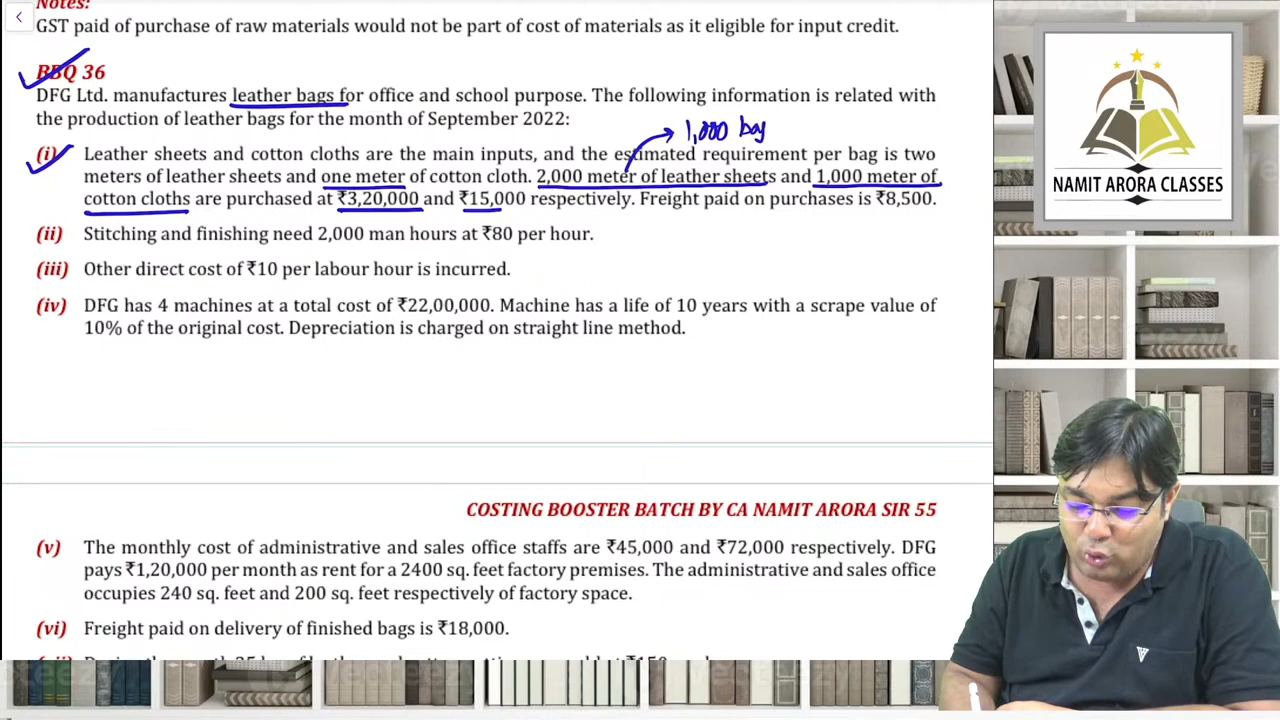 Notes:
GST paid of purchase of raw materials would not be part of cost of materials as it eligible for input credit.
BBQ 36
DFG Ltd. manufactures leather bags for office and school purpose. The following information is related with
the production of leather bags for the month of September 2022:
1,000 bag
(i) Leather sheets and cotton cloths are the main inputs, and the estimated requirement per bag is two
meters of leather sheets and one meter of cotton cloth. 2,000 meter of leather sheets and 1,000 meter of
cotton cloths are purchased at ₹3,20,000 and ₹15,000 respectively. Freight paid on purchases is ₹8,500.
(ii) Stitching and finishing need 2,000 man hours at ₹80 per hour.
(iii) Other direct cost of ₹10 per labour hour is incurred.
(iv) DFG has 4 machines at a total cost of ₹22,00,000. Machine has a life of 10 years with a scrape value of
10% of the original cost. Depreciation is charged on straight line method.
COSTING BOOSTER BATCH BY CA NAMIT ARORA SIR 55
(v) The monthly cost of administrative and sales office staffs are ₹45,000 and ₹72,000 respectively. DFG
pays ₹1,20,000 per month as rent for a 2400 sq. feet factory premises. The administrative and sales office
occupies 240 sq. feet and 200 sq. feet respectively of factory space.
(vi) Freight paid on delivery of finished bags is ₹18,000.
NAMIT ARORA CLASSES